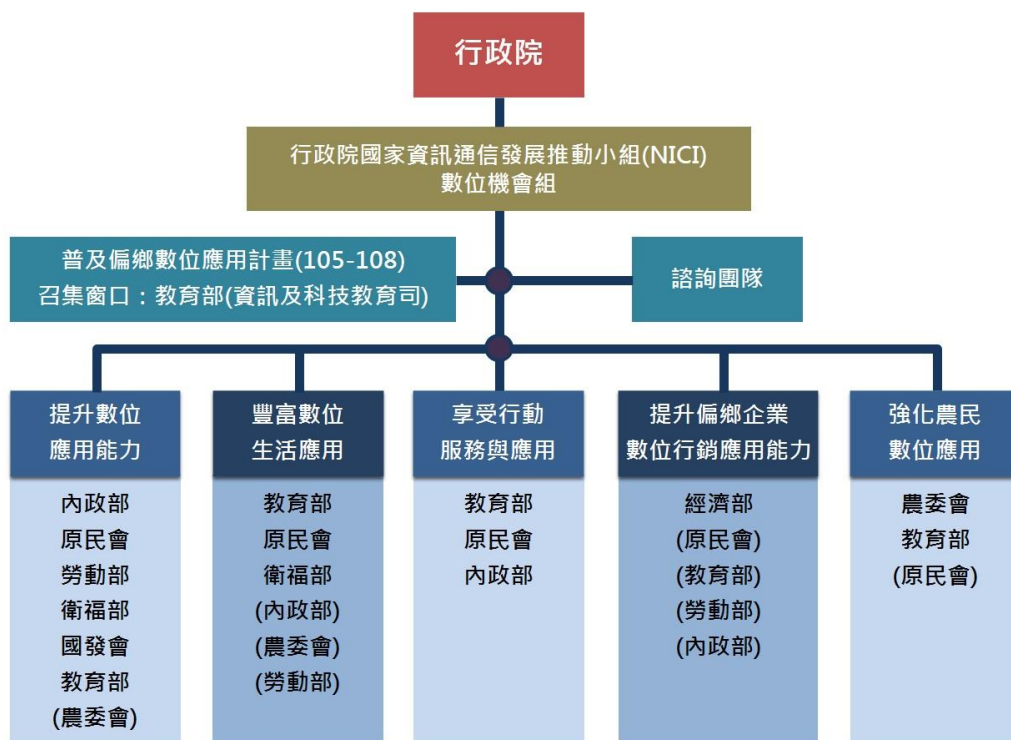 行政院
行政院國家資訊通信發展推動小組(NICI)
數位機會組
普及偏鄉數位應用計畫(105-108)
召集窗口：教育部(資訊及科技教育司)
諮詢團隊
提升數位
應用能力
內政部
原民會
勞動部
衛福部
國發會
教育部
(農委會)
豐富數位
生活應用
教育部
原民會
衛福部
(內政部)
(農委會)
(勞動部)
享受行動
服務與應用
教育部
原民會
內政部
提升偏鄉企業
數位行銷應用能力
經濟部
(原民會)
(教育部)
(勞動部)
(內政部)
強化農民
數位應用
農委會
教育部
(原民會)